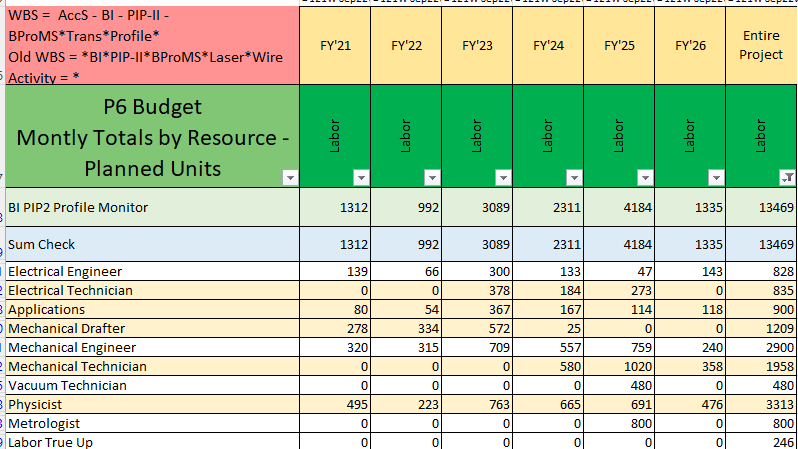 WBS = AccS - BI - PIP-II -
BProMS*Trans*Profile*
Old WBS = *BI*PIP-II*BProMS*Laser*Wire
Activity = *
FY'21 FY'22 FY'23 FY'24 FY'25 FY'26 Entire Project
P6 Budget
Montly Totals by Resource -
Planned Units
Labor Labor Labor Labor Labor Labor Labor
BI PIP2 Profile Monitor 1312 992 3089 2311 4184 1335 13469
Sum Check 1312 992 3089 2311 4184 1335 13469
Electrical Engineer 139 66 300 133 47 143 828
Electrical Technician 0 0 378 184 273 0 835
Applications 80 54 367 167 114 118 900
Mechanical Drafter 278 334 572 25 0 0 1209
Mechanical Engineer 320 315 709 557 759 240 2900
Mechanical Technician 0 0 0 580 1020 358 1958
Vacuum Technician 0 0 0 0 480 0 480
Physicist 495 223 763 665 691 476 3313
Metrologist 0 0 0 0 800 0 800
Labor True Up 0 0 0 0 0 0 246